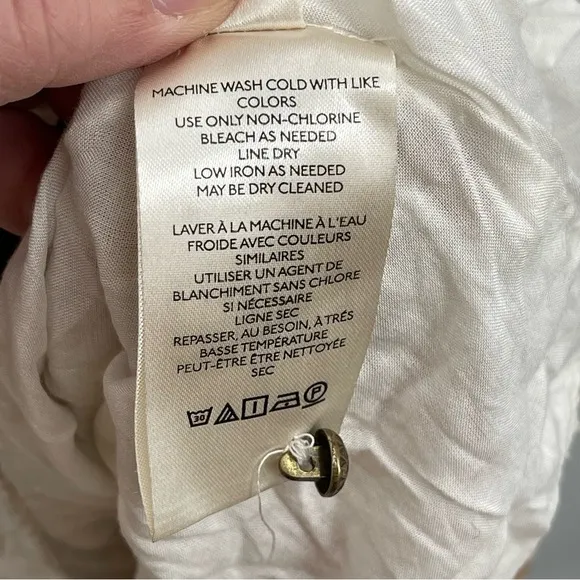 MACHINE WASH COLD WITH LIKE
COLORS
USE ONLY NON-CHLORINE
BLEACH AS NEEDED
LINE DRY
LOW IRON AS NEEDED
MAY BE DRY CLEANED
LAVER À LA MACHINE À L'EAU
FROIDE AVEC COULEURS
SIMILAIRES
UTILISER UN AGENT DE
BLANCHIMENT SANS CHLORE
SI NÉCESSAIRE
LIGNE SEC
REPASSER, AU BESOIN, À TRÉS
BASSE TEMPÉRATURE
PEUT-ÊTRE ÊTRE NETTOYÉE
SEC
30 P